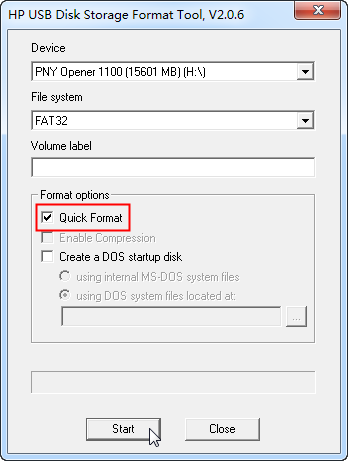 HP USB Disk Storage Format Tool, V2.0.6
Device
PNY Opener 1100 (15601 MB) (H:\)
File system
FAT32
Volume label
Format options
Quick Format
Enable Compression
Create a DOS startup disk
using internal MS-DOS system files
using DOS system files located at:
...
Start
Close